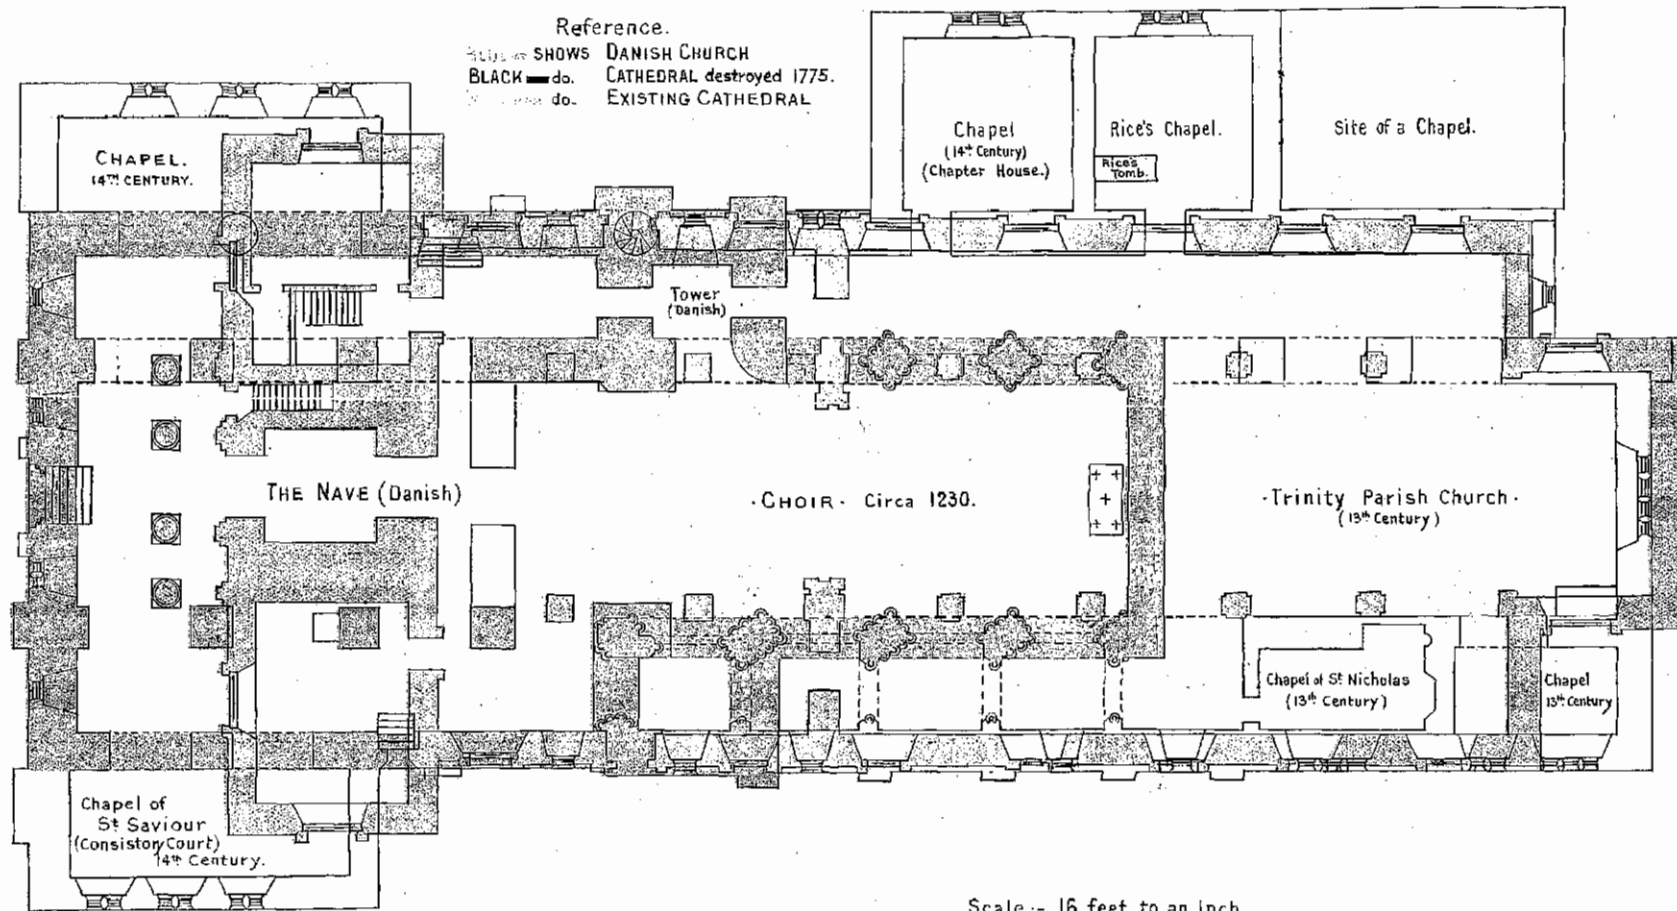 Reference.
SHOWS DANISH CHURCH
BLACK do. CATHEDRAL destroyed 1775.
do. EXISTING CATHEDRAL
CHAPEL.
14TH CENTURY.
Chapel
(14th Century)
(Chapter House.)
Rice's Chapel.
Rice's
Tomb.
Site of a Chapel.
Tower
(Danish)
THE NAVE (Danish)
·CHOIR· Circa 1230.
·Trinity Parish Church·
(13th Century)
Chapel of St Nicholas
(13th Century)
Chapel
13th Century
Chapel of
St Saviour
(Consistory Court)
14th Century.
Scale :- 16 feet to an inch